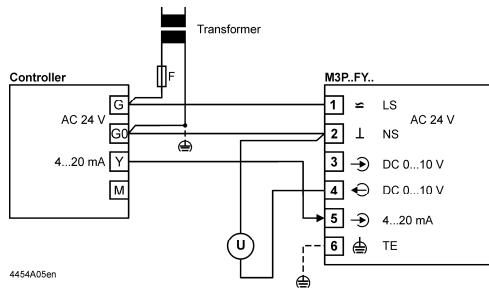 Transformer
F
Controller
M3P..FY..
G
1
LS
AC 24 V
AC 24 V
G0
2
NS
4...20 mA
Y
3
DC 0...10 V
M
4
DC 0...10 V
5
4...20 mA
U
6
TE
4454A05en